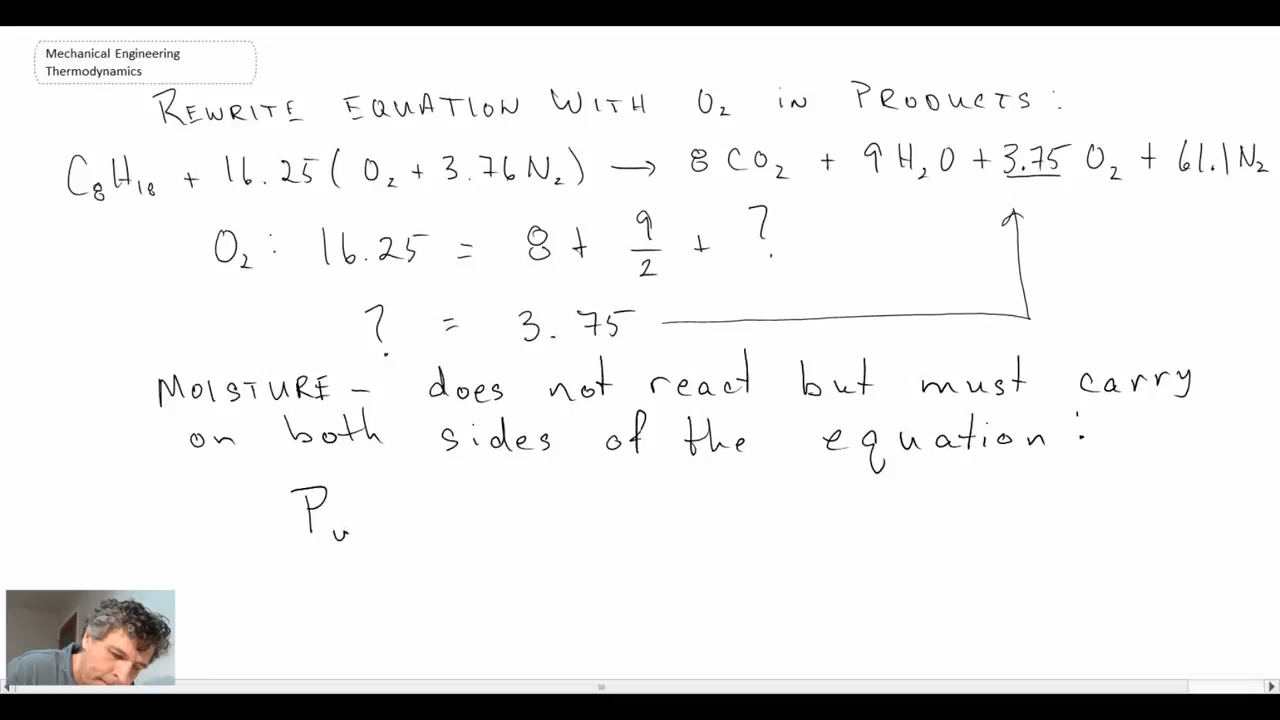 Mechanical Engineering
Thermodynamics
REWRITE EQUATION WITH O₂ in PRODUCTS:
C₈H₁₈ + 16.25(O₂ + 3.76N₂) → 8CO₂ + 9H₂O + 3.75O₂ + 61.1N₂
O₂: 16.25 = 8 + 9/2 + ?
? = 3.75
MOISTURE - does not react but must carry
on both sides of the equation:
Pᵥ